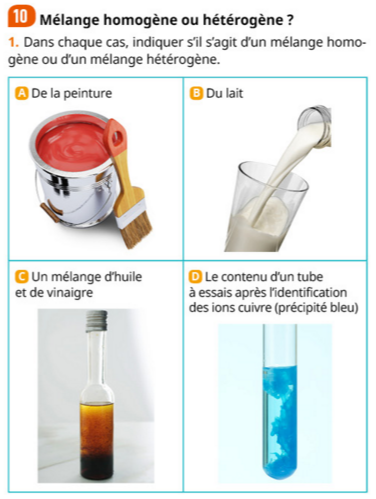 10 Mélange homogène ou hétérogène ?
1. Dans chaque cas, indiquer s'il s'agit d'un mélange homo-
gène ou d'un mélange hétérogène.
A De la peinture
B Du lait
C Un mélange d'huile
et de vinaigre
D Le contenu d'un tube
à essais après l'identification
des ions cuivre (précipité bleu)